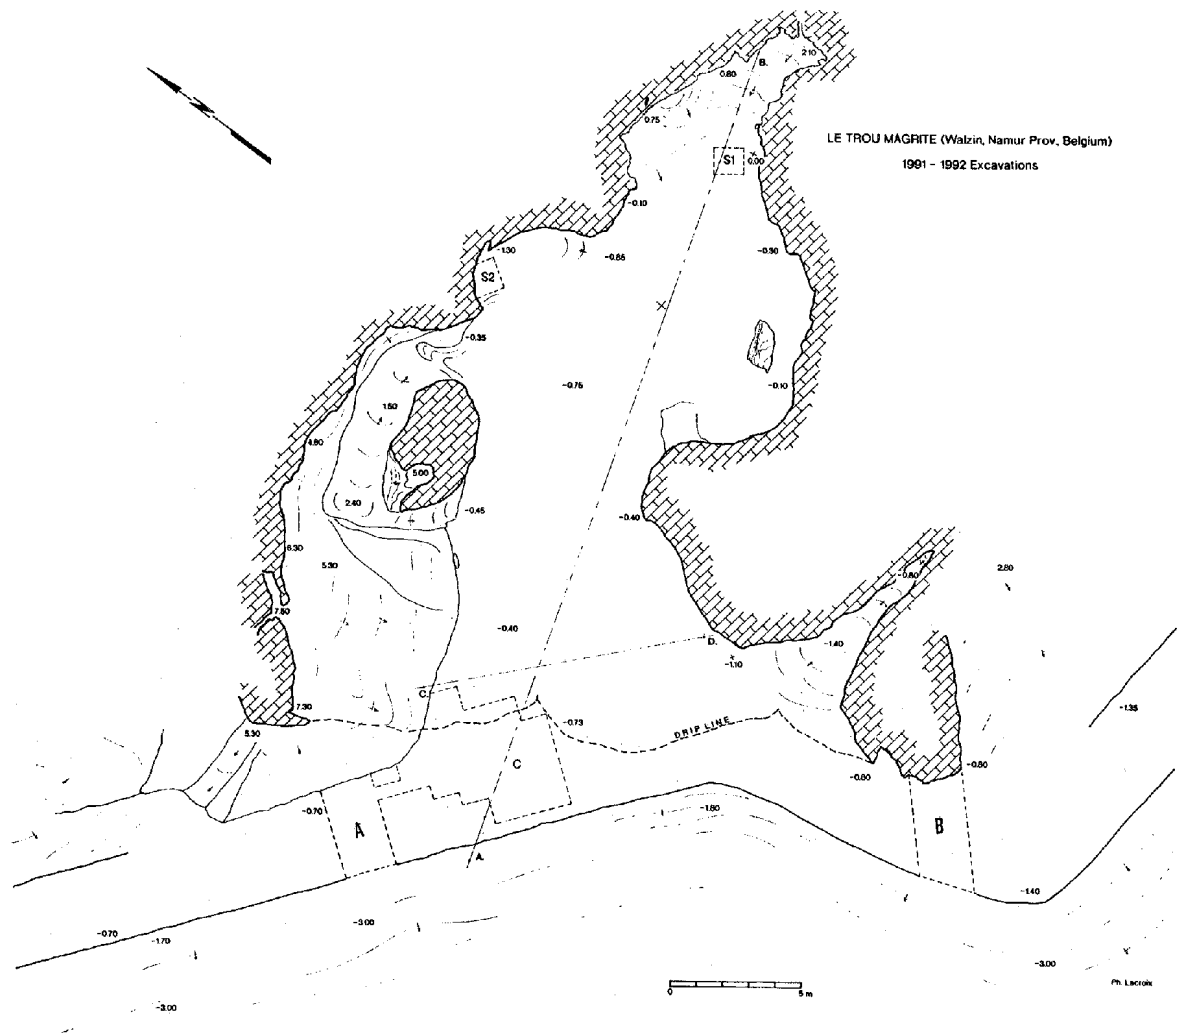 2.10
B.
0.80
0.75
LE TROU MAGRITE (Walzin, Namur Prov., Belgium)
1991 - 1992 Excavations
S1
0.00
N
-0.10
-1.30
-0.85
-0.30
S2
-0.35
-0.75
-0.10
1.50
4.80
5.00
2.40
-0.45
-0.40
6.30
5.30
-0.80
2.80
7.50
-0.40
D.
-1.40
-1.10
C.
7.30
-1.35
5.30
-0.73
DRIP LINE
C
-0.80
-0.80
-0.70
-1.80
A
B
A.
-1.40
-3.00
-0.70
-1.70
-3.00
Ph. Lacroix
0
5 m
-3.00